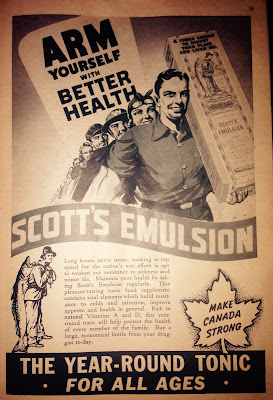 ARM
YOURSELF
WITH
BETTER
HEALTH
SCOTT'S
EMULSION
SCOTT'S EMULSION
Long hours, nerve strain, working at top
speed for the nation's war effort is apt
to weaken our resistance to sickness and
minor ills. Maintain your health by tak-
ing Scott's Emulsion regularly. This
pleasant-tasting tonic food supplement
contains vital elements which build resist-
ance to colds and infection, improve
appetite and health in general. Rich in
natural Vitamins A and D, this year-
round tonic will help protect the health
of every member of the family. Buy a
large, economical bottle from your drug-
gist to-day.
MAKE
CANADA
STRONG
THE YEAR-ROUND TONIC
• FOR ALL AGES •